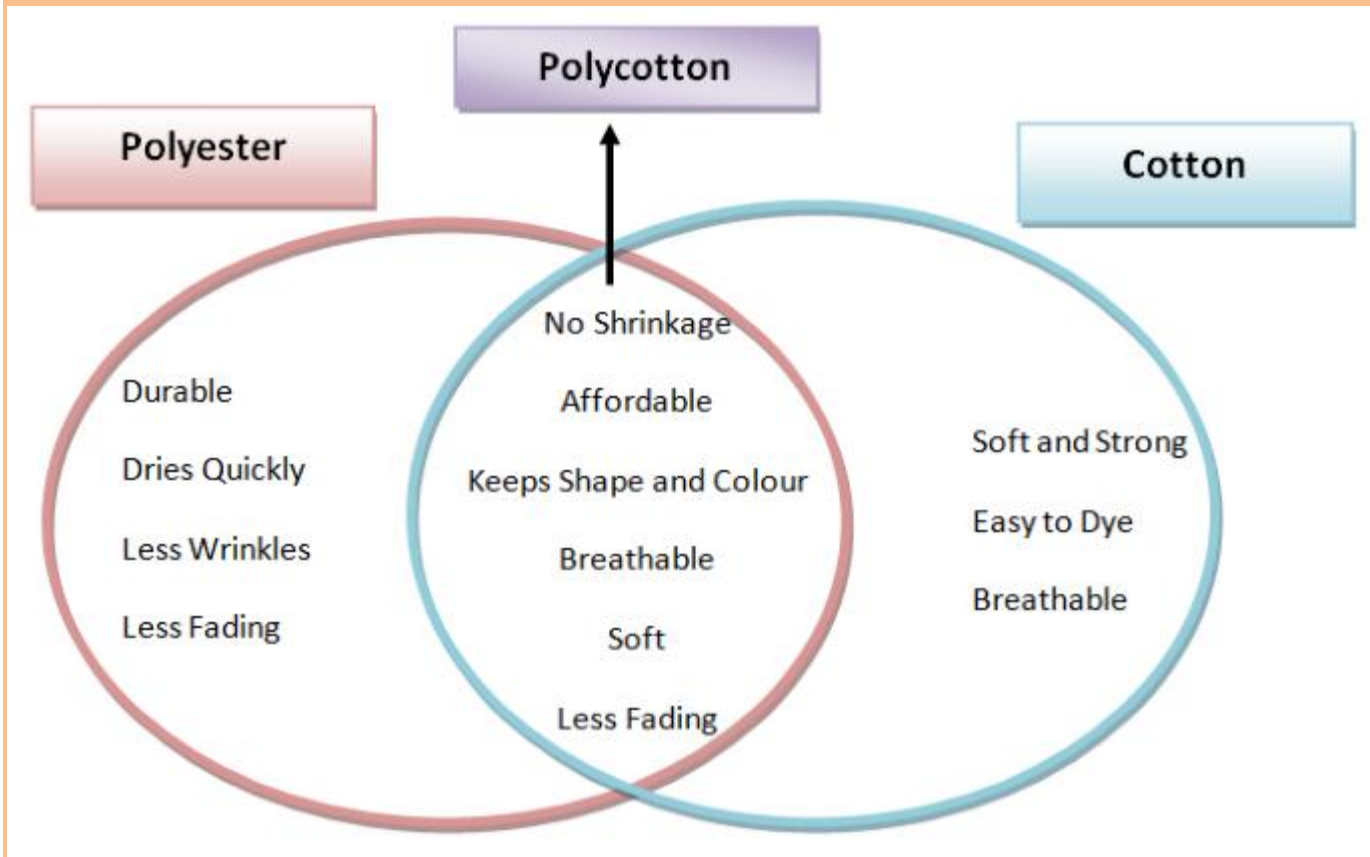 Polycotton
Polyester
Cotton
Durable
Dries Quickly
Less Wrinkles
Less Fading
No Shrinkage
Affordable
Keeps Shape and Colour
Breathable
Soft
Less Fading
Soft and Strong
Easy to Dye
Breathable